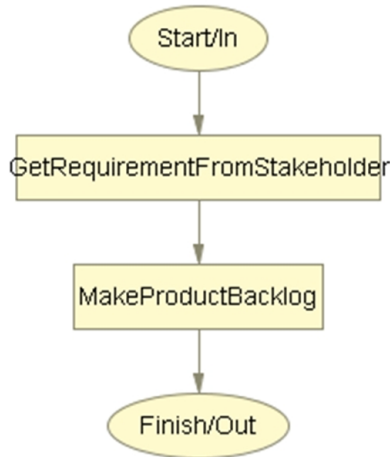 Start/In
GetRequirementFromStakeholder
MakeProductBacklog
Finish/Out